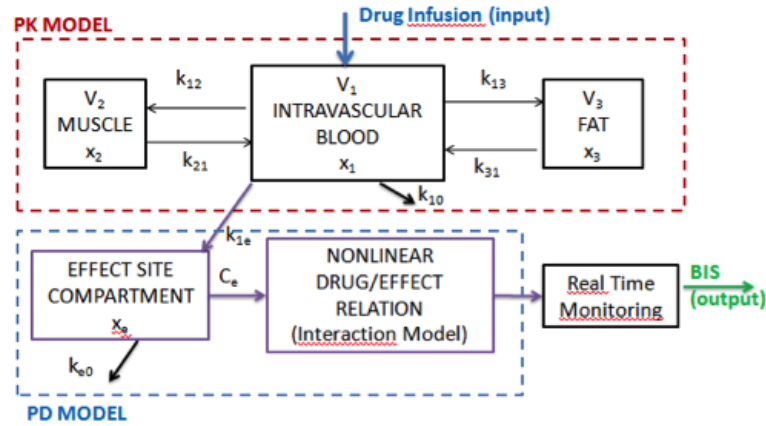 Drug Infusion (input)
PK MODEL
k12
V1
k13
V2
MUSCLE
x2
INTRAVASCULAR
BLOOD
x1
V3
FAT
x3
k21
k31
k10
k1e
EFFECT SITE
COMPARTMENT
xe
Ce
NONLINEAR
DRUG/EFFECT
RELATION
(Interaction Model)
Real Time
Monitoring
BIS
(output)
ke0
PD MODEL